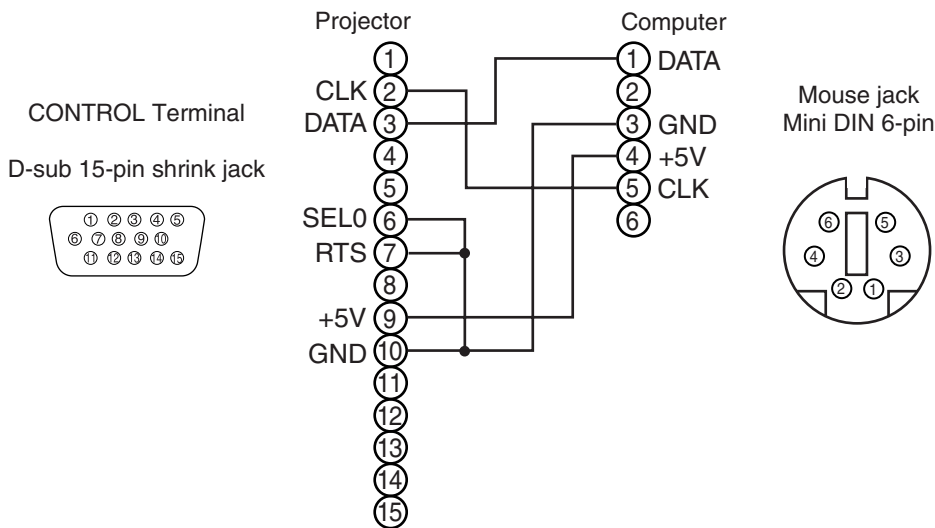 Projector
Computer
1
CLK 2
DATA 3
4
5
SEL0 6
RTS 7
8
+5V 9
GND 10
11
12
13
14
15
1 DATA
2
3 GND
4 +5V
5 CLK
6
CONTROL Terminal
D-sub 15-pin shrink jack
1 2 3 4 5
6 7 8 9 10
11 12 13 14 15
Mouse jack
Mini DIN 6-pin
6 5
4 3
2 1